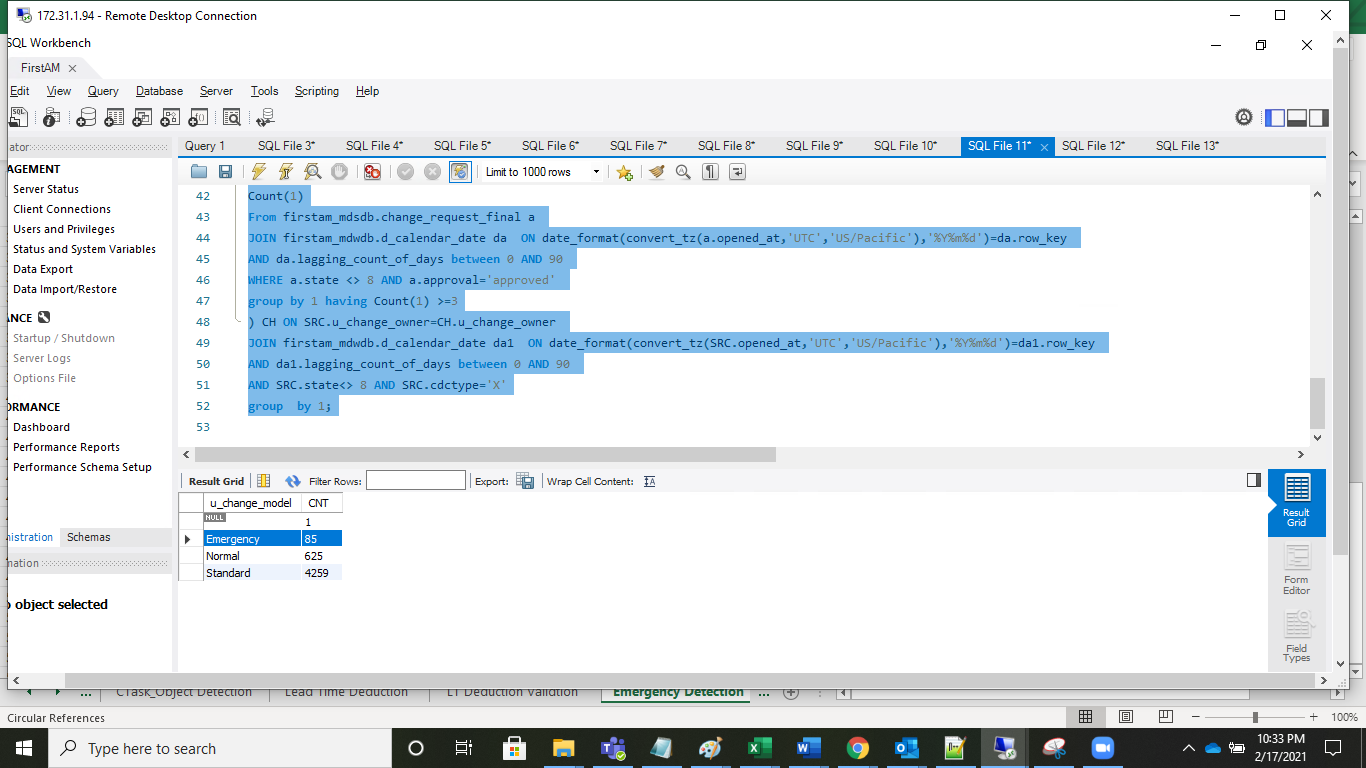 172.31.1.94 - Remote Desktop Connection
SQL Workbench
FirstAM
Edit View Query Database Server Tools Scripting Help
ator
Query 1 SQL File 3* SQL File 4* SQL File 5* SQL File 6* SQL File 7* SQL File 8* SQL File 9* SQL File 10* SQL File 11* SQL File 12* SQL File 13*
AGEMENT
Server Status
Client Connections
Users and Privileges
Status and System Variables
Data Export
Data Import/Restore
ANCE
Startup / Shutdown
Server Logs
Options File
ORMANCE
Dashboard
Performance Reports
Performance Schema Setup
nistration Schemas
mation
o object selected
Limit to 1000 rows
42 Count(1)
43 From firstam_mdsdb.change_request_final a
44 JOIN firstam_mdwdb.d_calendar_date da  ON date_format(convert_tz(a.opened_at,'UTC','US/Pacific'),'%Y%m%d')=da.row_key
45 AND da.lagging_count_of_days between 0 AND 90
46 WHERE a.state <> 8 AND a.approval='approved'
47 group by 1 having Count(1) >=3
48 ) CH ON SRC.u_change_owner=CH.u_change_owner
49 JOIN firstam_mdwdb.d_calendar_date da1  ON date_format(convert_tz(SRC.opened_at,'UTC','US/Pacific'),'%Y%m%d')=da1.row_key
50 AND da1.lagging_count_of_days between 0 AND 90
51 AND SRC.state<> 8 AND SRC.cdctype='X'
52 group  by 1;
53
Result Grid Filter Rows: Export: Wrap Cell Content:
u_change_model CNT
NULL 1
Emergency 85
Normal 625
Standard 4259
Result Grid
Form Editor
Field Types
... CTask_Object Detection Lead Time Deduction LT Deduction Validation Emergency Detection ...
Circular References 100%
Type here to search
10:33 PM
2/17/2021